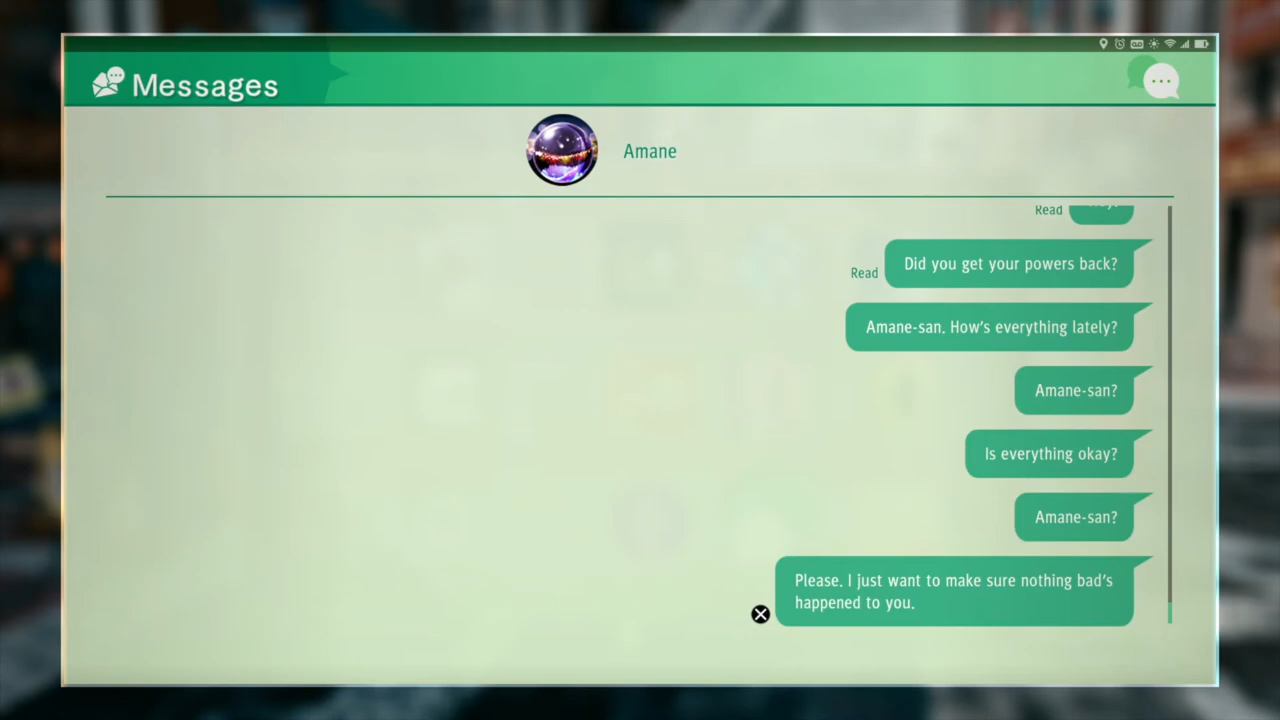 Messages
Amane
Read
Read
Did you get your powers back?
Amane-san. How's everything lately?
Amane-san?
Is everything okay?
Amane-san?
Please. I just want to make sure nothing bad's
happened to you.